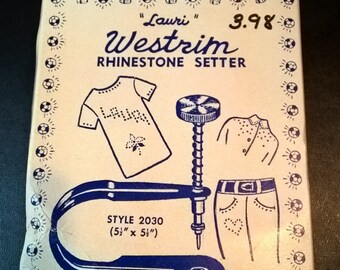 "Lauri" 3.98
Westrim
RHINESTONE SETTER
STYLE 2030
(5½" x 5½")